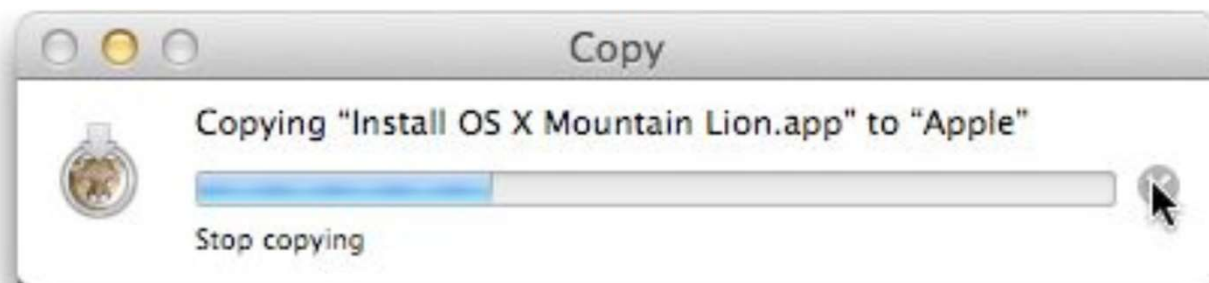 Copy
Copying “Install OS X Mountain Lion.app” to “Apple”
Stop copying